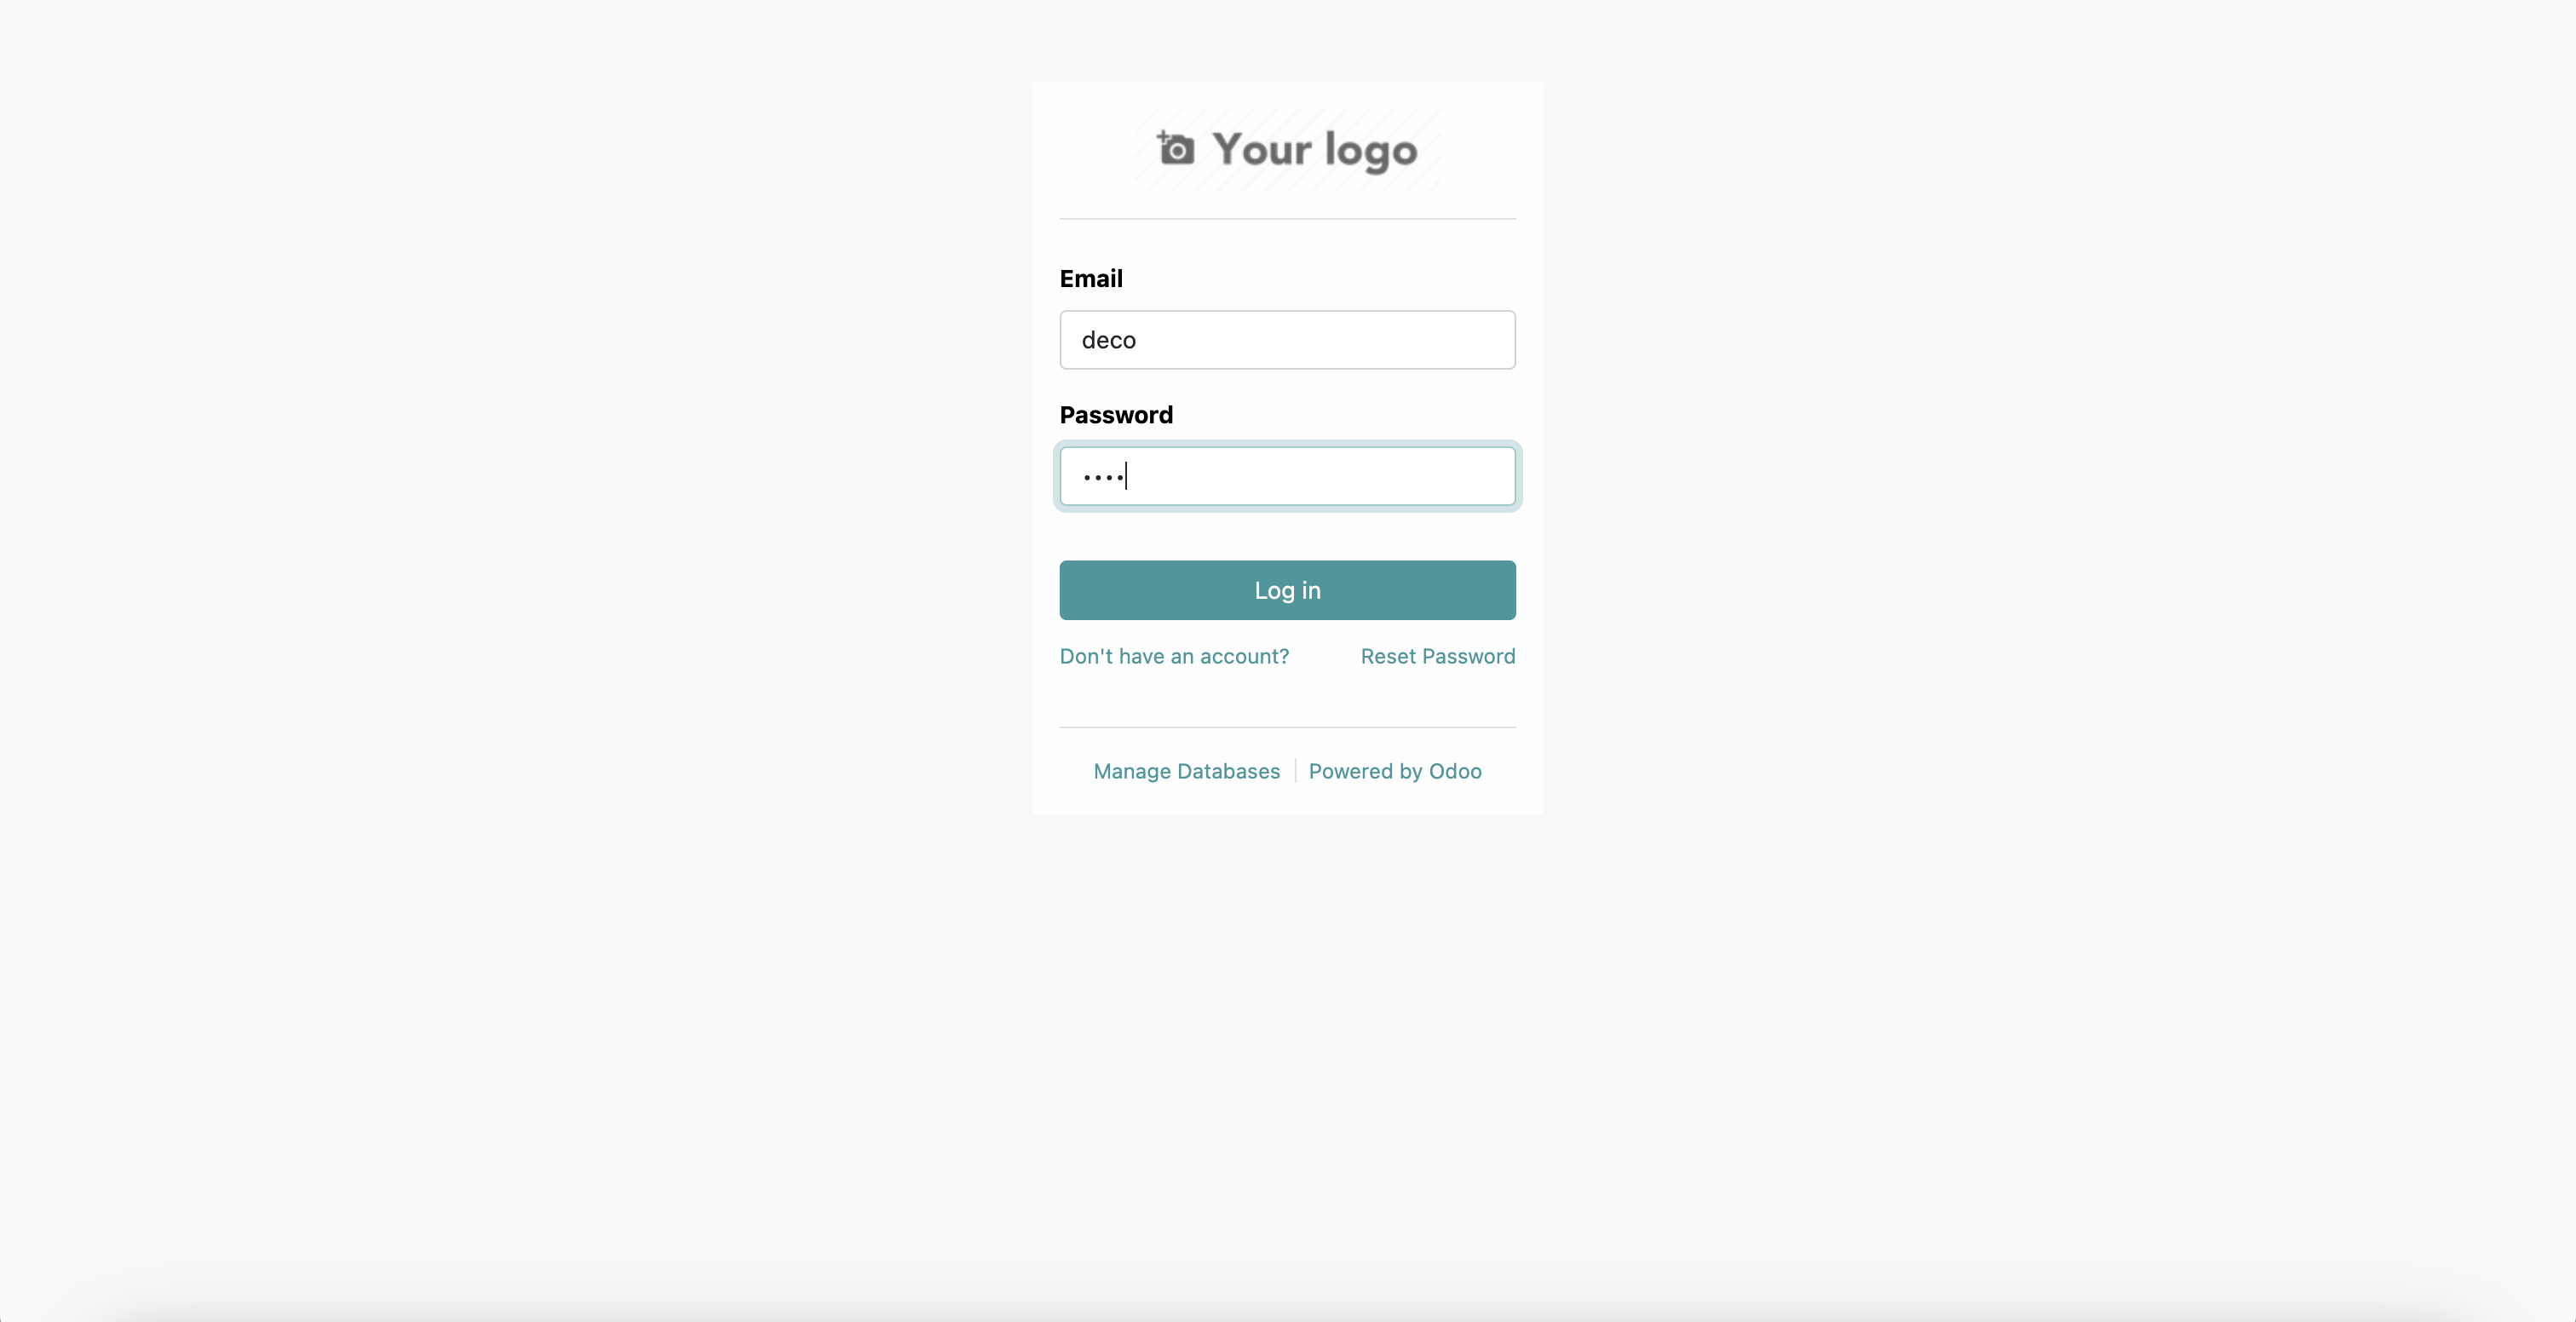 Your logo
Email
deco
Password
••••
Log in
Don't have an account? Reset Password
Manage Databases Powered by Odoo